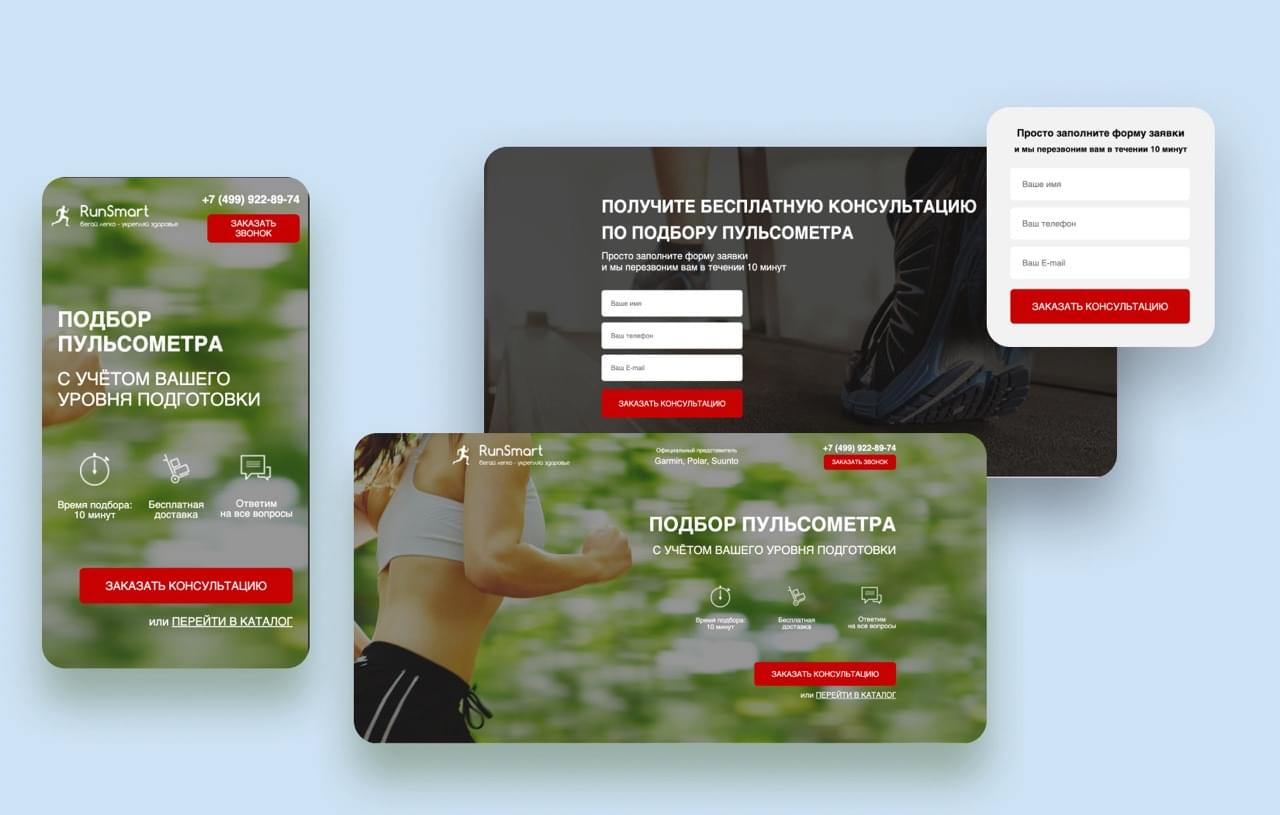 RunSmart
бегай легко - укрепляй здоровье
+7 (499) 922-89-74
ЗАКАЗАТЬ
ЗВОНОК
ПОДБОР
ПУЛЬСОМЕТРА
С УЧЁТОМ ВАШЕГО
УРОВНЯ ПОДГОТОВКИ
Время подбора:
10 минут
Бесплатная
доставка
Ответим
на все вопросы
ЗАКАЗАТЬ КОНСУЛЬТАЦИЮ
или ПЕРЕЙТИ В КАТАЛОГ
ПОЛУЧИТЕ БЕСПЛАТНУЮ КОНСУЛЬТАЦИЮ
ПО ПОДБОРУ ПУЛЬСОМЕТРА
Просто заполните форму заявки
и мы перезвоним вам в течении 10 минут
Ваше имя
Ваш телефон
Ваш E-mail
ЗАКАЗАТЬ КОНСУЛЬТАЦИЮ
Просто заполните форму заявки
и мы перезвоним вам в течении 10 минут
Ваше имя
Ваш телефон
Ваш E-mail
ЗАКАЗАТЬ КОНСУЛЬТАЦИЮ
RunSmart
бегай легко - укрепляй здоровье
Официальный представитель
Garmin, Polar, Suunto
+7 (499) 922-89-74
ЗАКАЗАТЬ ЗВОНОК
ПОДБОР ПУЛЬСОМЕТРА
С УЧЁТОМ ВАШЕГО УРОВНЯ ПОДГОТОВКИ
Время подбора:
10 минут
Бесплатная
доставка
Ответим
на все вопросы
ЗАКАЗАТЬ КОНСУЛЬТАЦИЮ
или ПЕРЕЙТИ В КАТАЛОГ